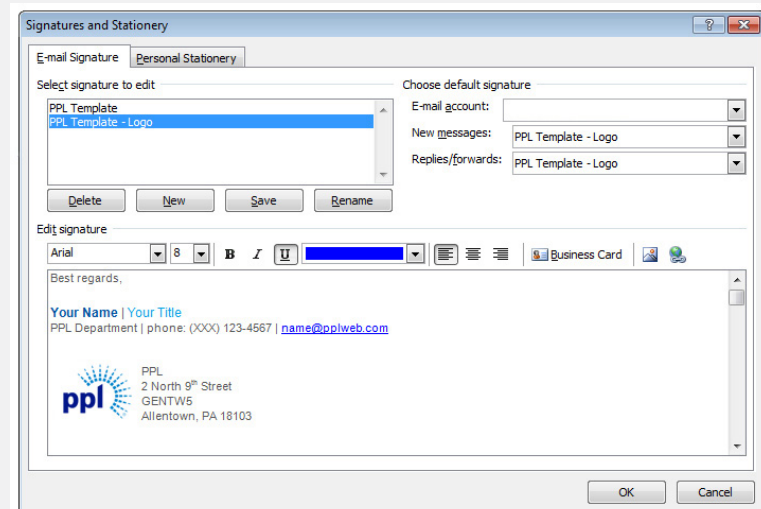 Signatures and Stationery
E-mail Signature Personal Stationery
Select signature to edit
PPL Template
PPL Template - Logo
Delete New Save Rename
Choose default signature
E-mail account:
New messages: PPL Template - Logo
Replies/forwards: PPL Template - Logo
Edit signature
Arial 8 B I U Business Card
Best regards,
Your Name | Your Title
PPL Department | phone: (XXX) 123-4567 | name@pplweb.com
ppl
PPL
2 North 9th Street
GENTW5
Allentown, PA 18103
OK Cancel